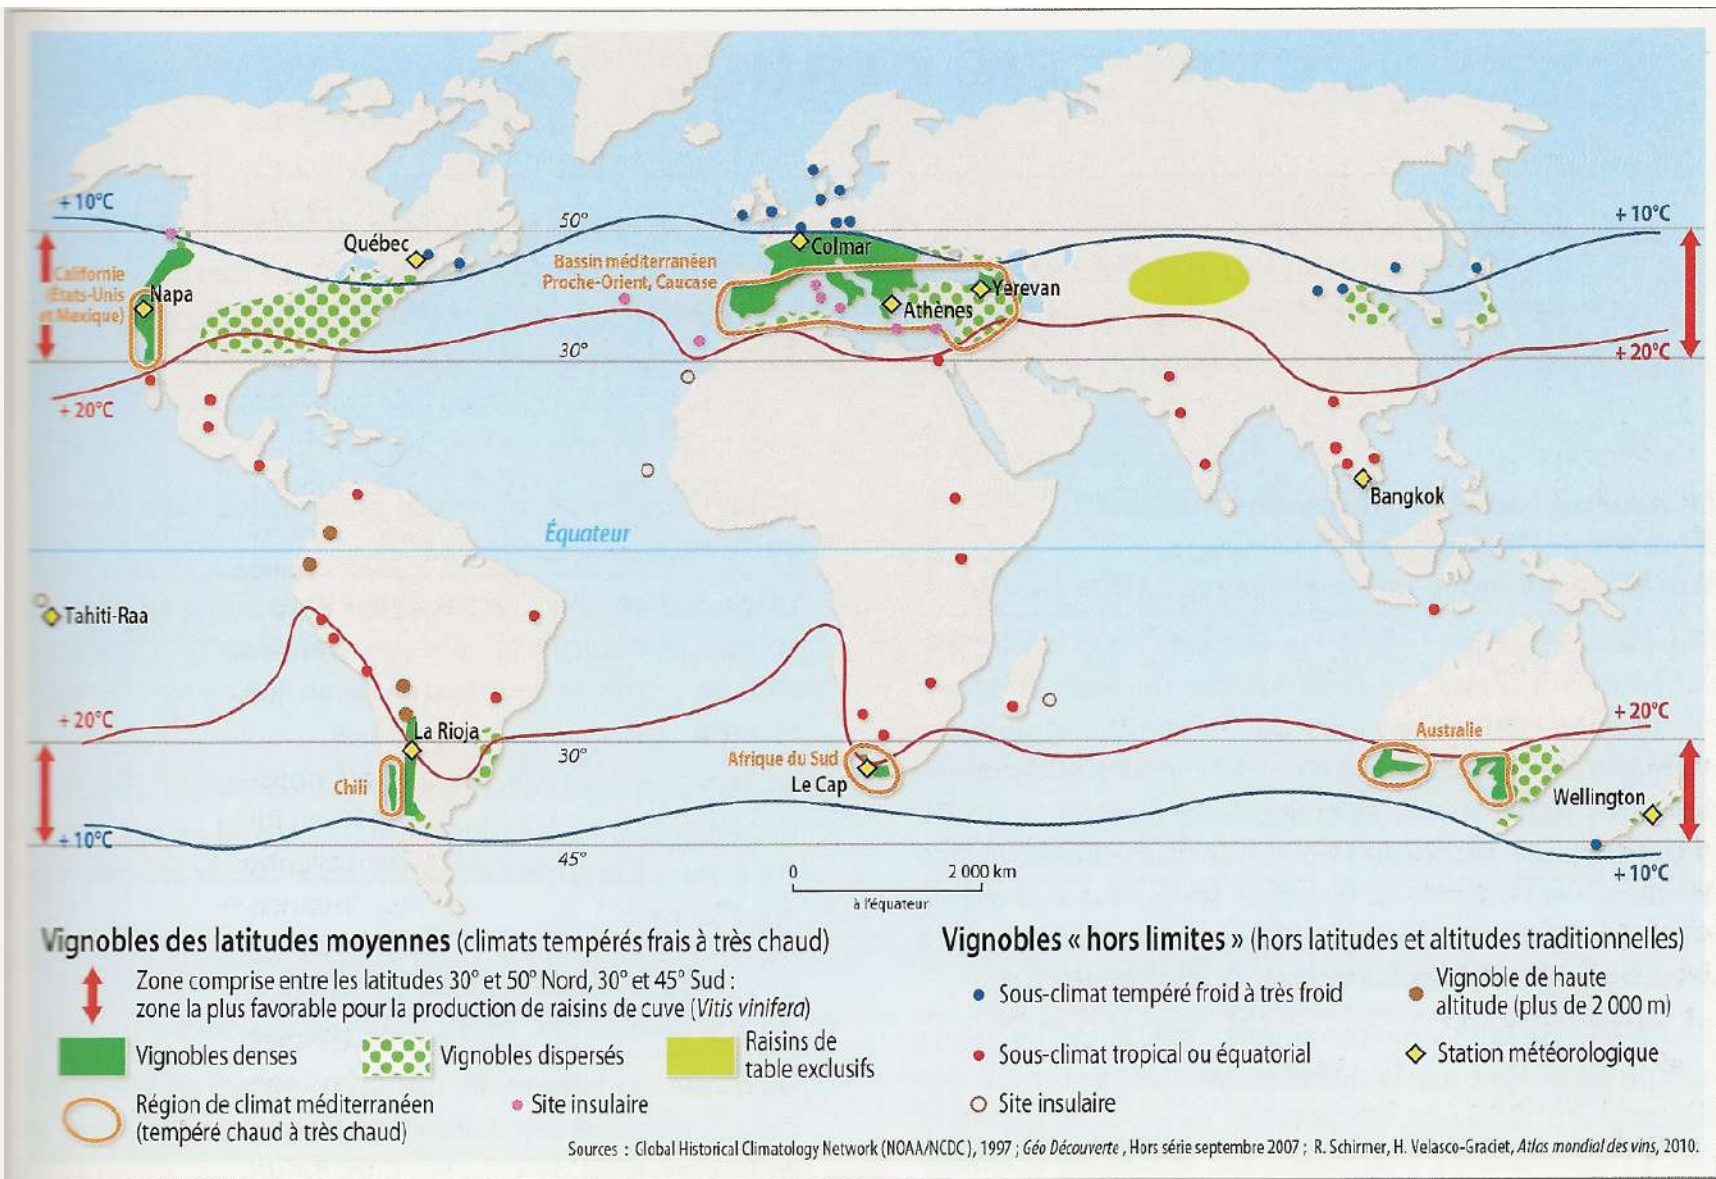 +10°C
50°
+10°C
Québec
Colmar
Californie
(États-Unis
et Mexique)
Napa
Bassin méditerranéen
Proche-Orient, Caucase
Yerevan
Athènes
30°
+20°C
+20°C
Bangkok
Équateur
Tahiti-Raa
+20°C
La Rioja
30°
+20°C
Australie
Afrique du Sud
Le Cap
Chili
Wellington
+10°C
45°
+10°C
0
2 000 km
à l'équateur
Vignobles des latitudes moyennes (climats tempérés frais à très chaud)
Zone comprise entre les latitudes 30° et 50° Nord, 30° et 45° Sud :
zone la plus favorable pour la production de raisins de cuve (Vitis vinifera)
Vignobles denses
Vignobles dispersés
Raisins de
table exclusifs
Région de climat méditerranéen
(tempéré chaud à très chaud)
Site insulaire
Vignobles « hors limites » (hors latitudes et altitudes traditionnelles)
Sous-climat tempéré froid à très froid
Vignoble de haute
altitude (plus de 2 000 m)
Sous-climat tropical ou équatorial
Station météorologique
Site insulaire
Sources : Global Historical Climatology Network (NOAA/NCDC), 1997 ; Géo Découverte , Hors série septembre 2007 ; R. Schirmer, H. Velasco-Graciet, Atlas mondial des vins, 2010.